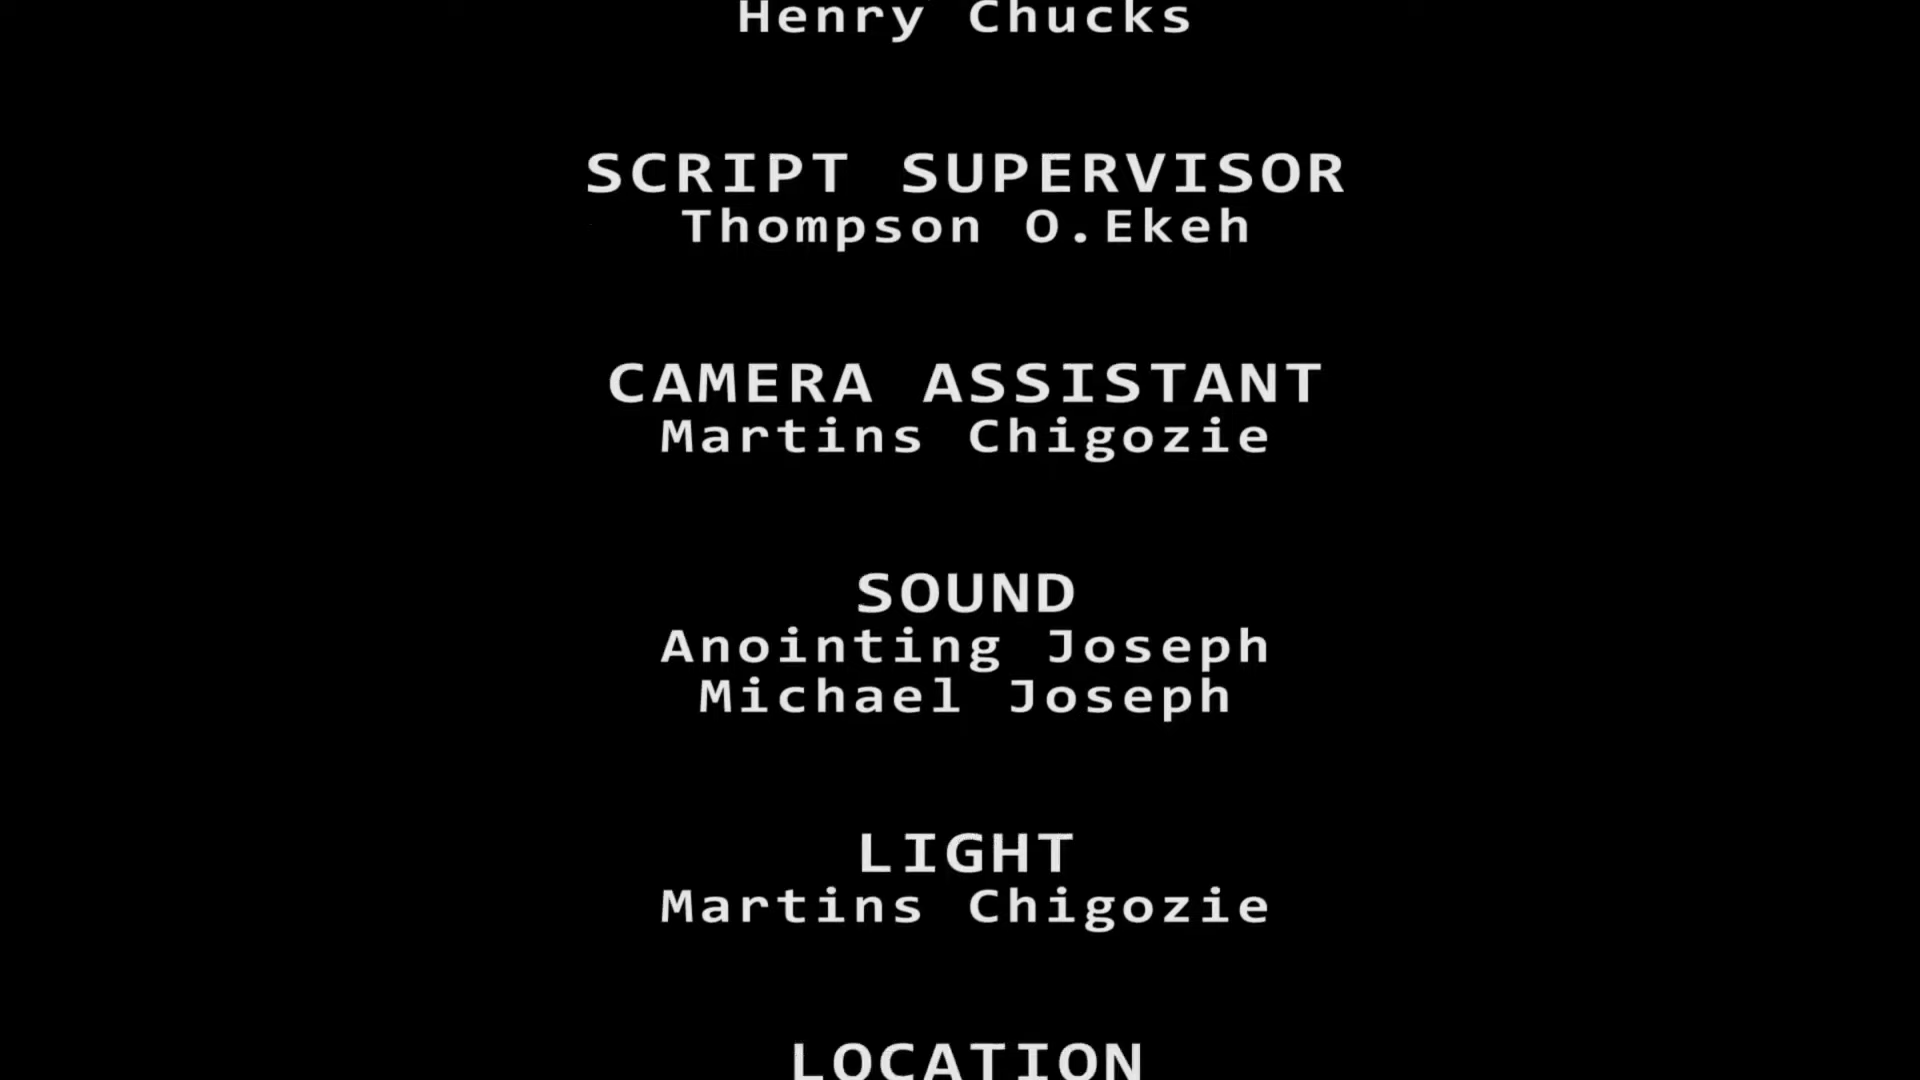 Henry Chucks
SCRIPT SUPERVISOR
Thompson O.Ekeh
CAMERA ASSISTANT
Martins Chigozie
SOUND
Anointing Joseph
Michael Joseph
LIGHT
Martins Chigozie
LOCATION